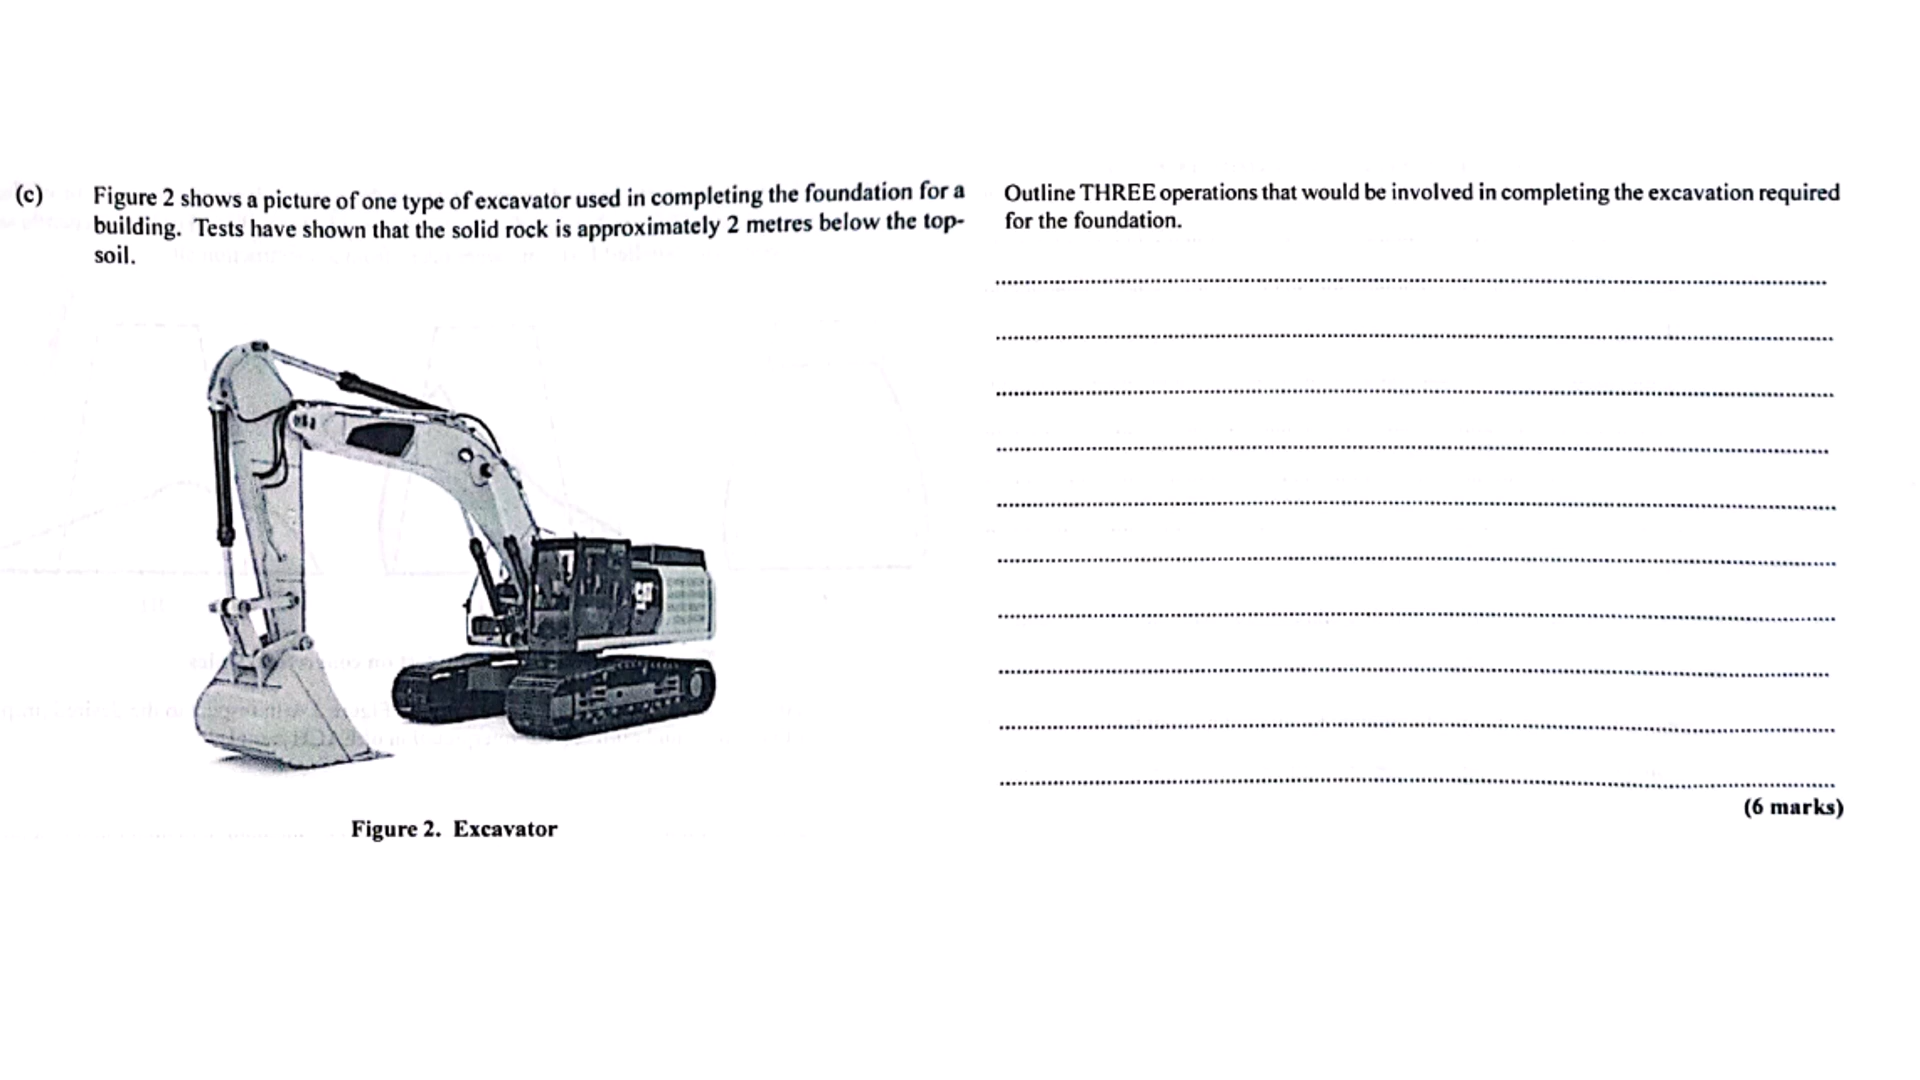 (c) Figure 2 shows a picture of one type of excavator used in completing the foundation for a
building. Tests have shown that the solid rock is approximately 2 metres below the top-
soil.
Figure 2. Excavator
Outline THREE operations that would be involved in completing the excavation required
for the foundation.
(6 marks)